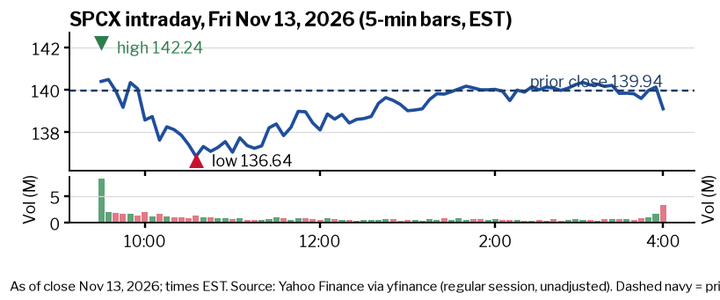 SPCX intraday, Fri Nov 13, 2026 (5-min bars, EST)
142
high 142.24
prior close 139.94
140
138
low 136.64
Vol (M)
Vol (M)
5
0
10:00
12:00
2:00
4:00
As of close Nov 13, 2026; times EST. Source: Yahoo Finance via yfinance (regular session, unadjusted). Dashed navy = pri